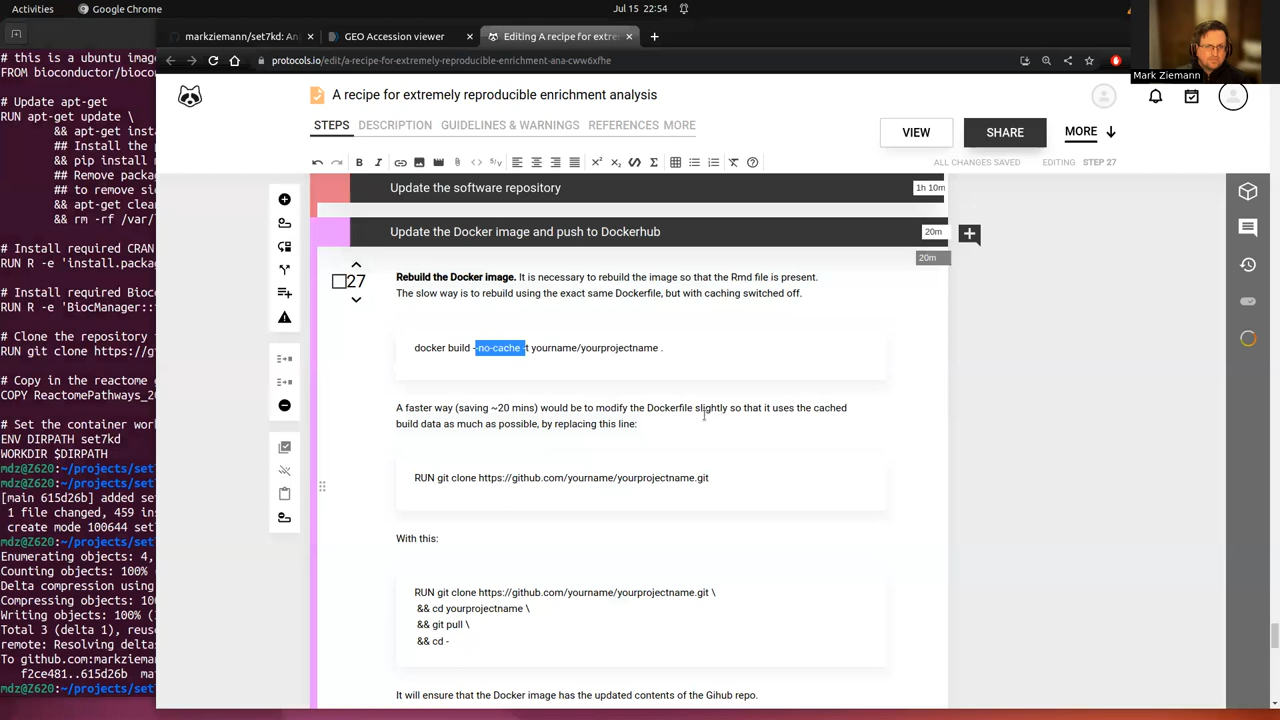 Activities
Google Chrome
Jul 15 22:54
markziemann/set7kd: An
GEO Accession viewer
Editing A recipe for extre
protocols.io/edit/a-recipe-for-extremely-reproducible-enrichment-ana-cww6xfhe
Mark Ziemann
A recipe for extremely reproducible enrichment analysis
STEPS DESCRIPTION GUIDELINES & WARNINGS REFERENCES MORE
VIEW
SHARE
MORE
ALL CHANGES SAVED
EDITING STEP 27
Update the software repository
1h 10m
Update the Docker image and push to Dockerhub
20m
20m
27
Rebuild the Docker image. It is necessary to rebuild the image so that the Rmd file is present.
The slow way is to rebuild using the exact same Dockerfile, but with caching switched off.
docker build --no-cache -t yourname/yourprojectname .
A faster way (saving ~20 mins) would be to modify the Dockerfile slightly so that it uses the cached
build data as much as possible, by replacing this line:
RUN git clone https://github.com/yourname/yourprojectname.git
With this:
RUN git clone https://github.com/yourname/yourprojectname.git \
&& cd yourprojectname \
&& git pull \
&& cd -
It will ensure that the Docker image has the updated contents of the Gihub repo.
# this is a ubuntu imag
FROM bioconductor/bioc
# Update apt-get
RUN apt-get update \
&& apt-get insta
## Install the p
&& pip install m
## Remove packa
## to remove si
&& apt-get clea
&& rm -rf /var/
# Install required CRAN
RUN R -e 'install.packa
# Install required Bioc
RUN R -e 'BiocManager::
# Clone the repository
RUN git clone https://g
# Copy in the reactome g
COPY ReactomePathways_2
# Set the container wor
ENV DIRPATH set7kd
WORKDIR $DIRPATH
mdz@Z620:~/projects/set
mdz@Z620:~/projects/set
[main 615d26b] added se
1 file changed, 459 ins
create mode 100644 set
mdz@Z620:~/projects/set
Enumerating objects: 4,
Counting objects: 100%
Delta compression using
Compressing objects: 10
Writing objects: 100% (
Total 3 (delta 1), reus
remote: Resolving delta
To github.com:markziema
f2ce481..615d26b ma
mdz@Z620:~/projects/set